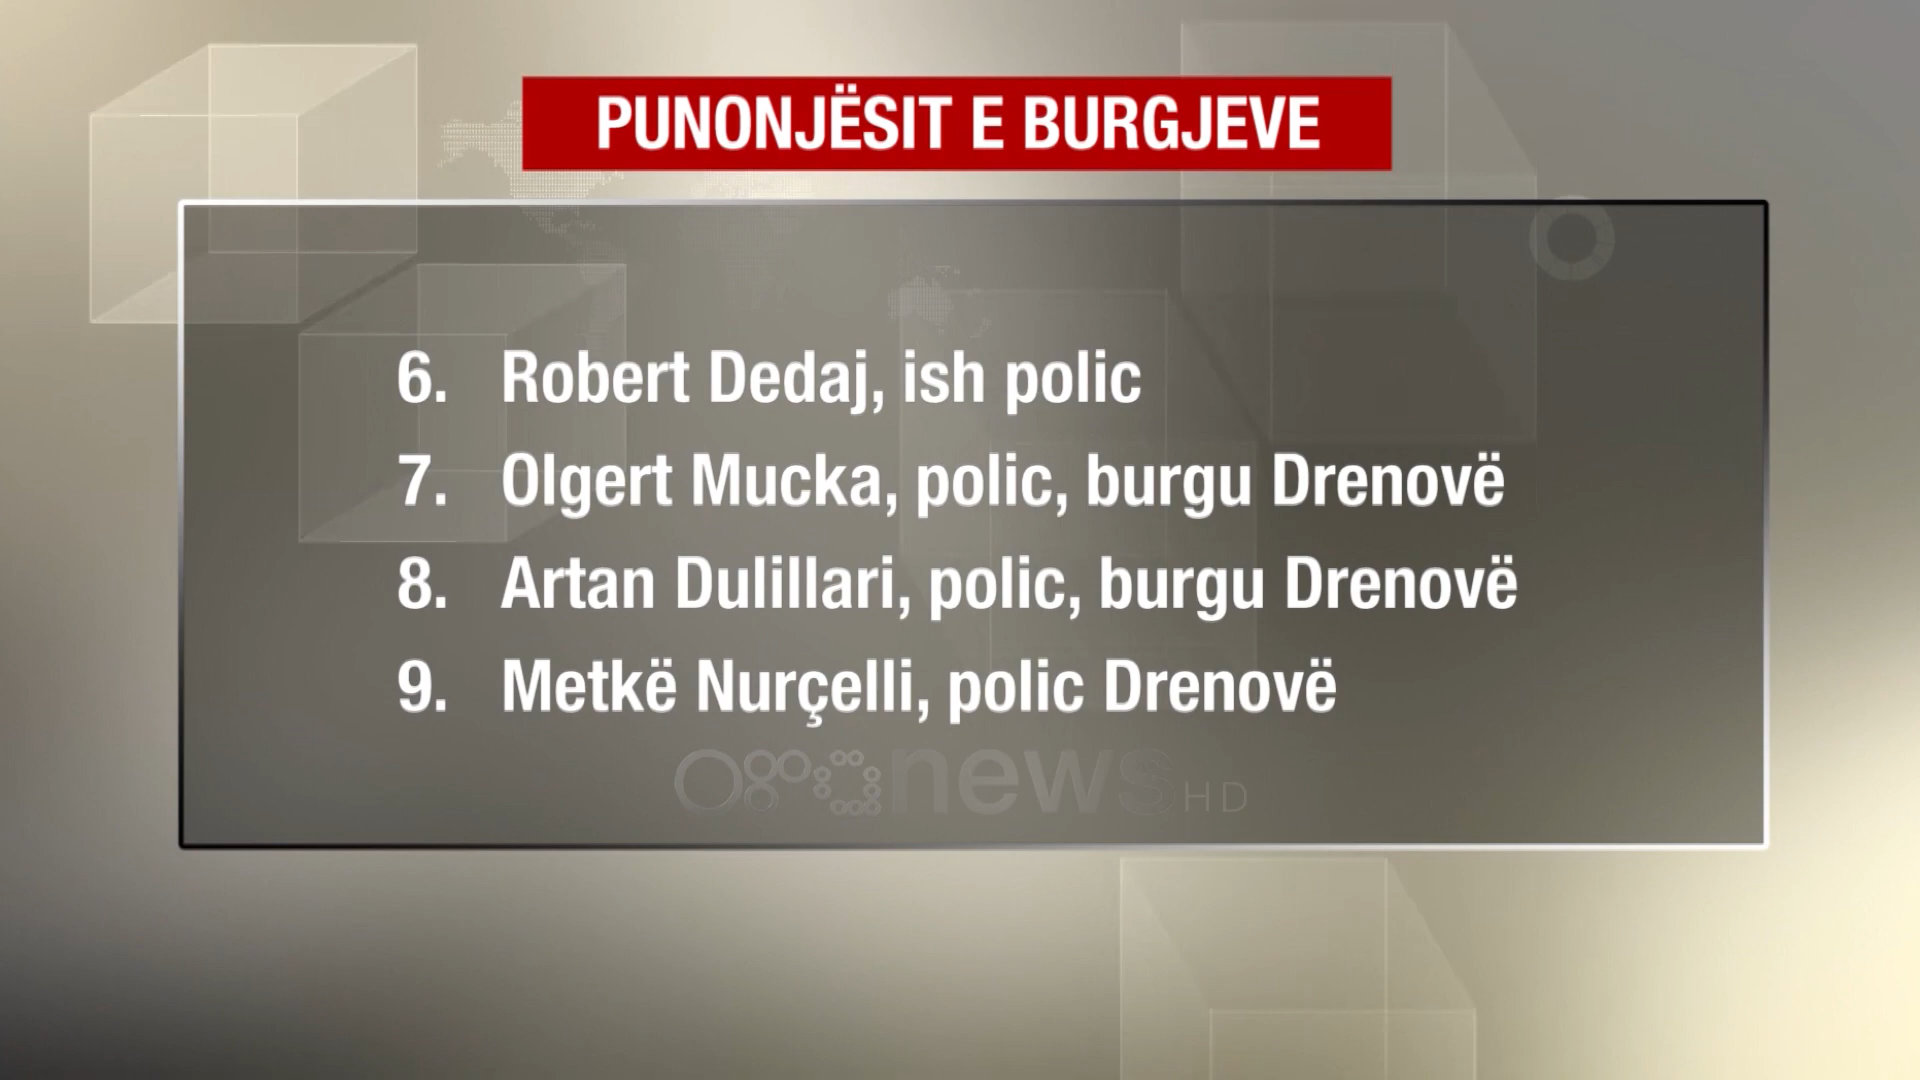 PUNONJËSIT E BURGJEVE
6. Robert Dedaj, ish polic
7. Olgert Mucka, polic, burgu Drenovë
8. Artan Dulillari, polic, burgu Drenovë
9. Metkë Nurçelli, polic Drenovë
ora news HD